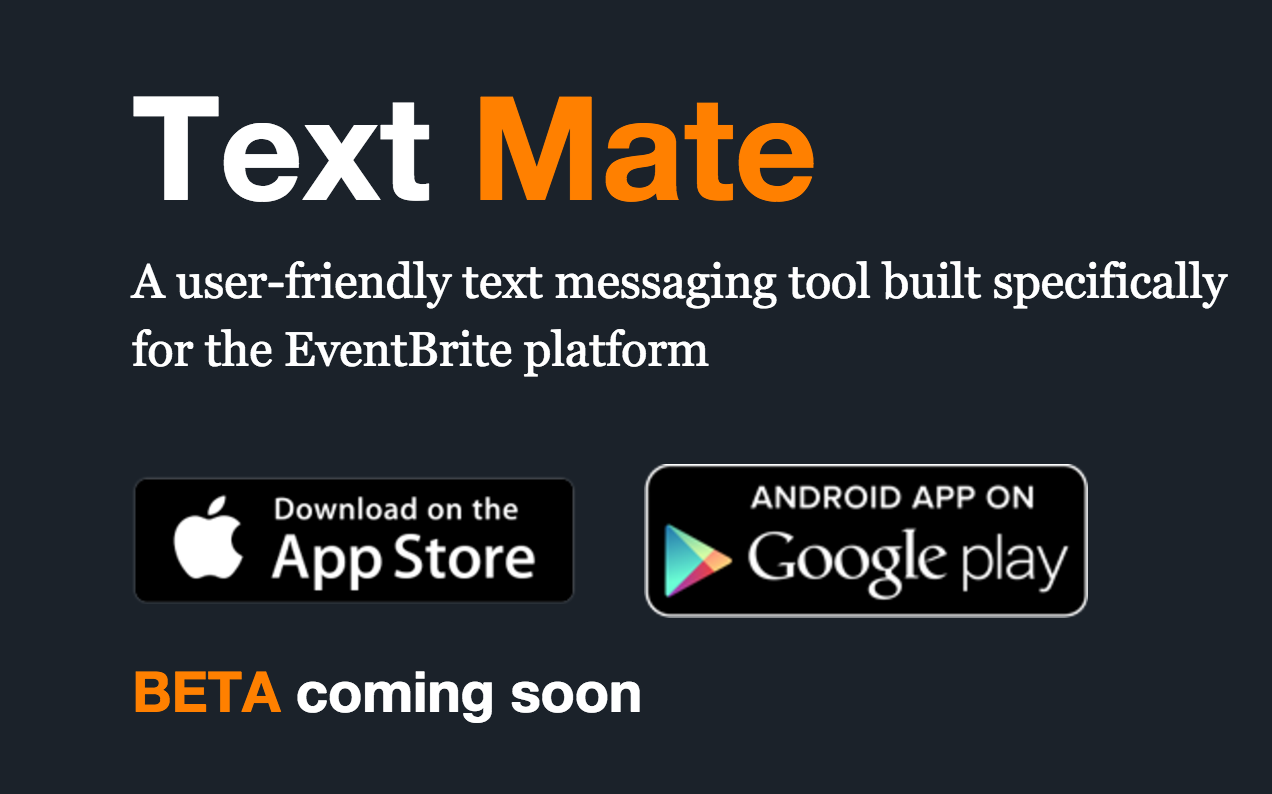 Text Mate
A user-friendly text messaging tool built specifically
for the EventBrite platform
Download on the
App Store
ANDROID APP ON
Google play
BETA coming soon